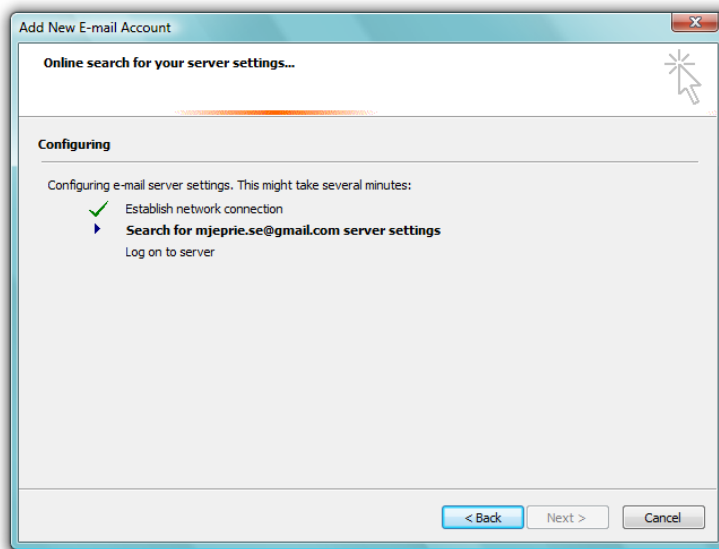 Add New E-mail Account
Online search for your server settings...
Configuring
Configuring e-mail server settings. This might take several minutes:
Establish network connection
Search for mjeprie.se@gmail.com server settings
Log on to server
< Back Next > Cancel